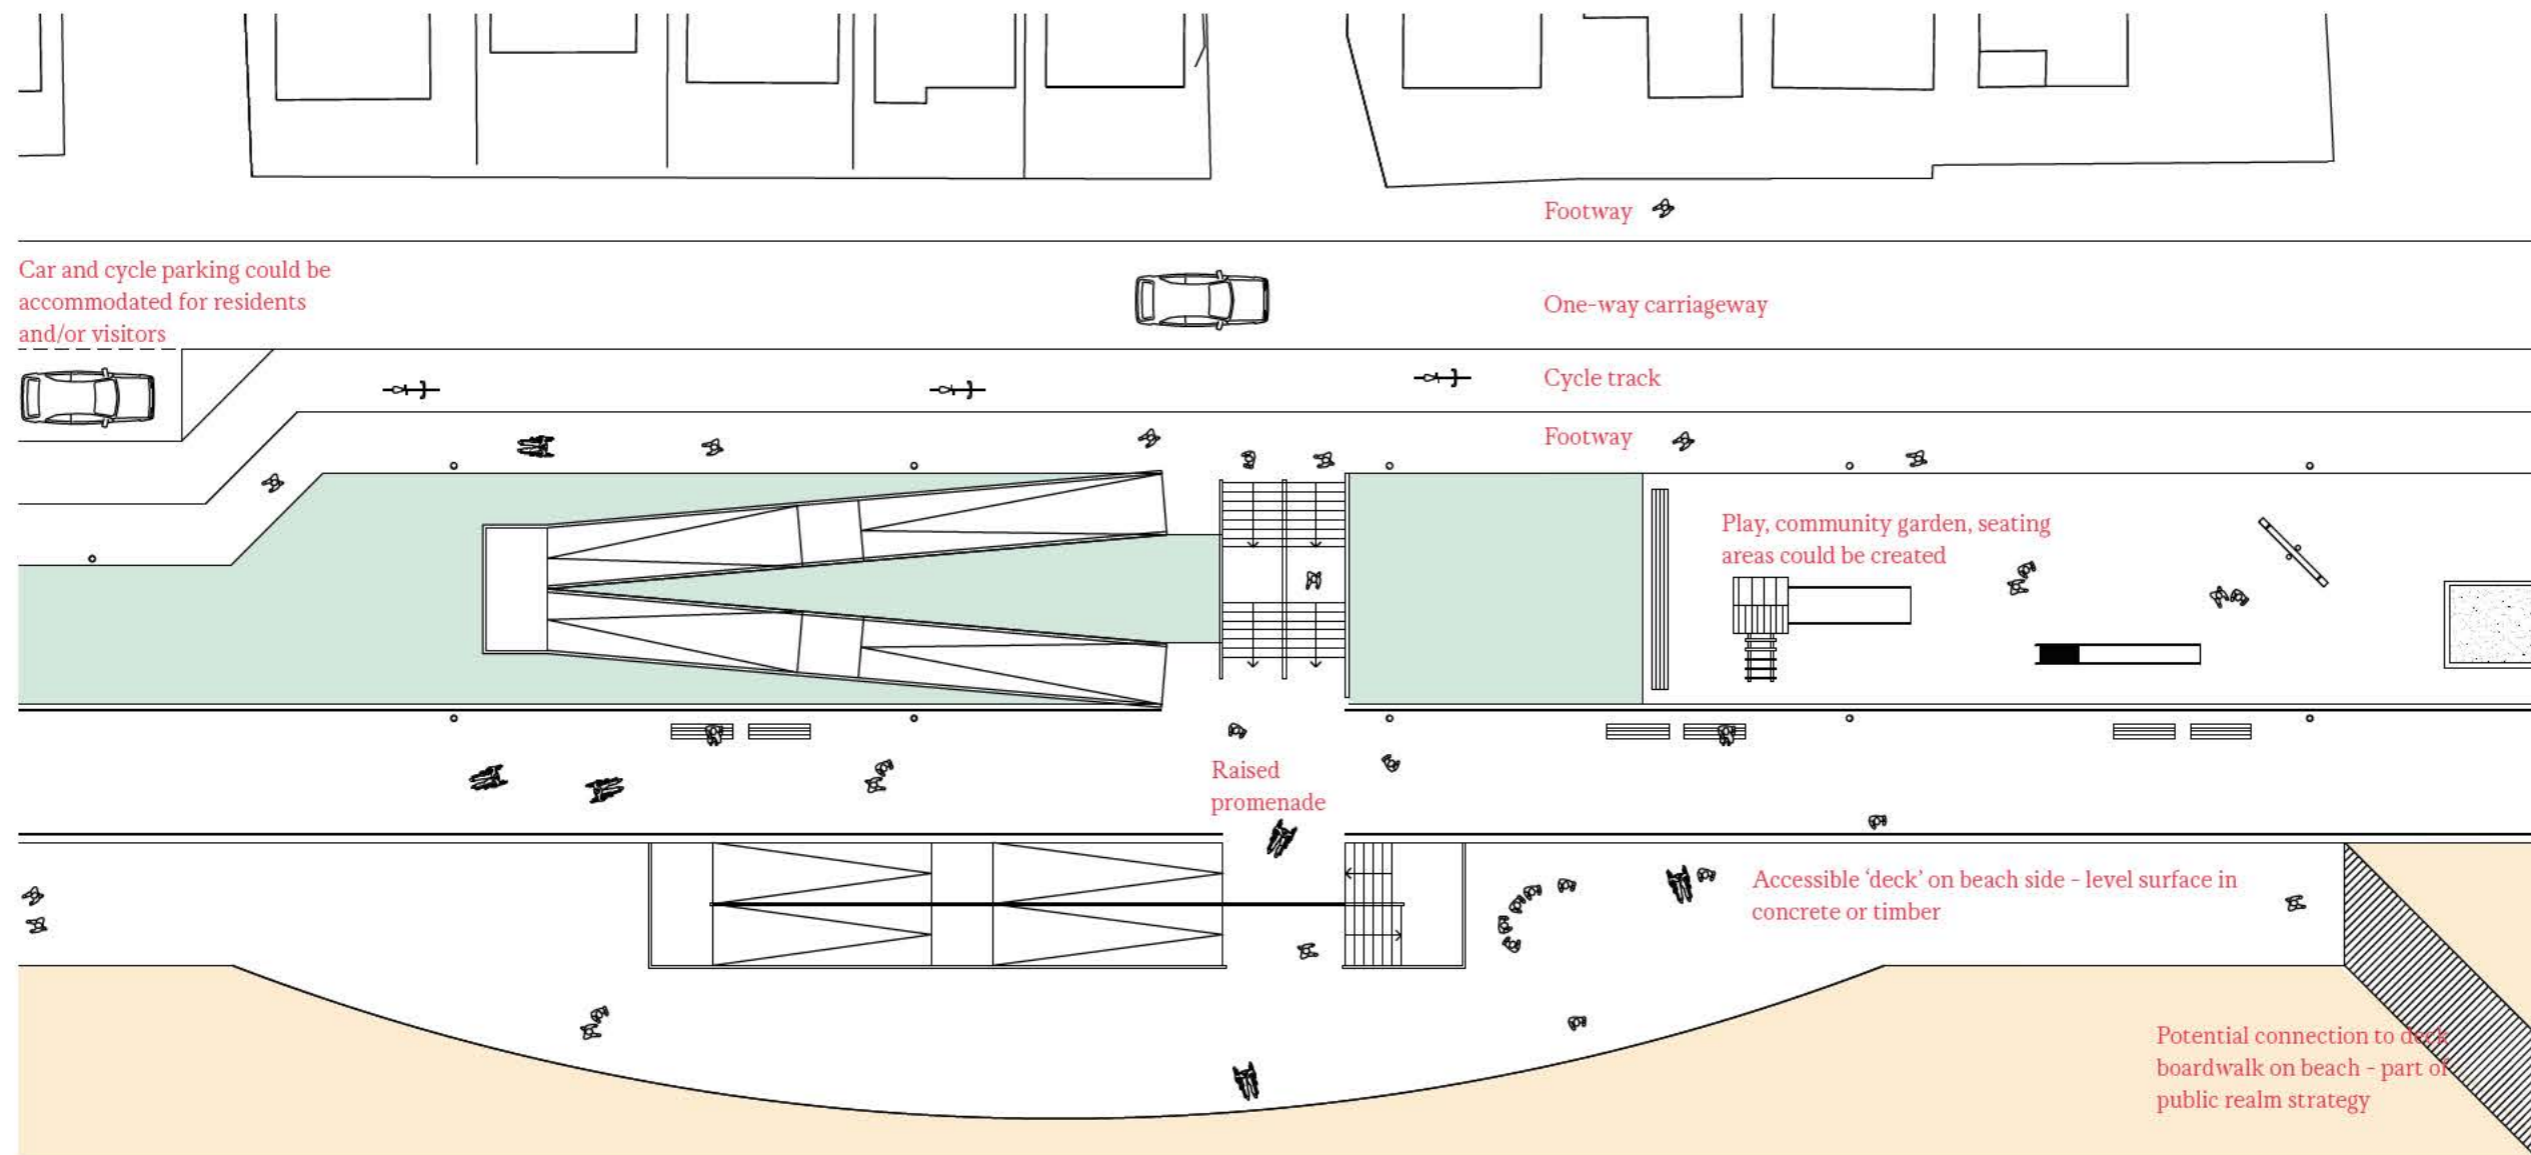 Footway
Car and cycle parking could be
accommodated for residents
and/or visitors
One-way carriageway
Cycle track
Footway
Play, community garden, seating
areas could be created
Raised
promenade
Accessible ‘deck’ on beach side - level surface in
concrete or timber
Potential connection to deck
boardwalk on beach - part of
public realm strategy